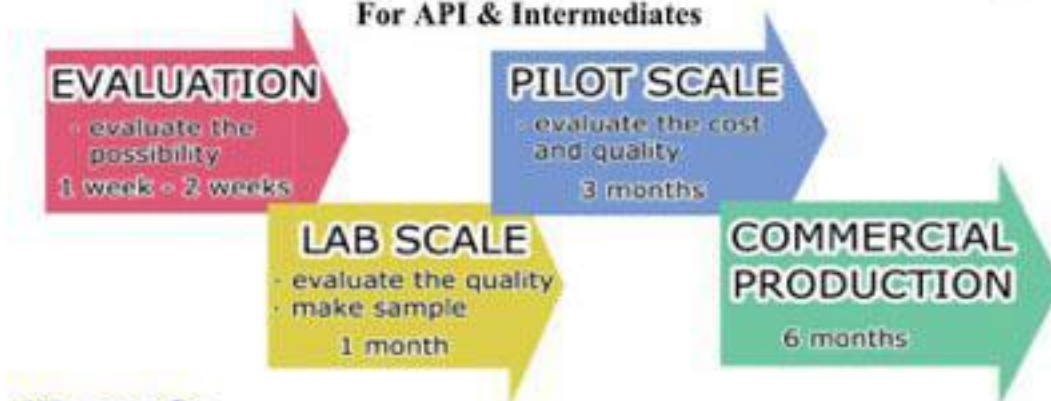 For API & Intermediates
EVALUATION
- evaluate the
possibility
1 week - 2 weeks
LAB SCALE
- evaluate the quality
- make sample
1 month
PILOT SCALE
- evaluate the cost
and quality
3 months
COMMERCIAL
PRODUCTION
6 months